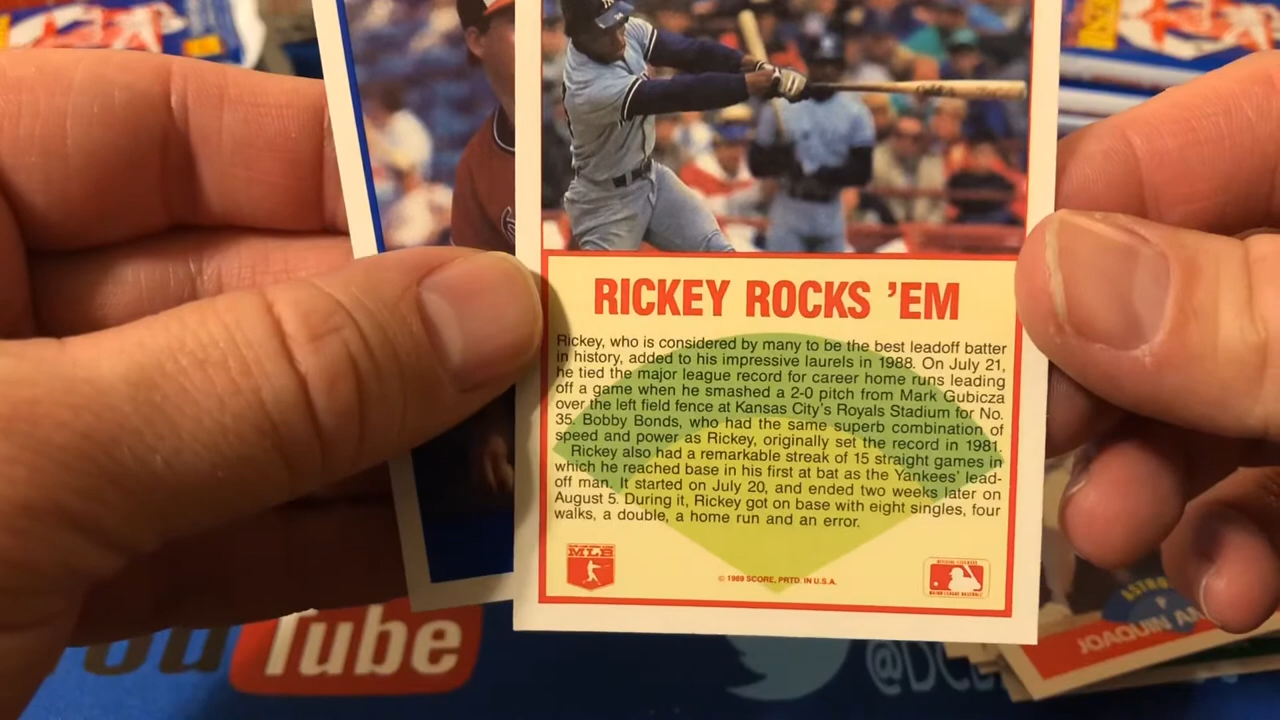 RICKEY ROCKS 'EM
Rickey, who is considered by many to be the best leadoff batter
in history, added to his impressive laurels in 1988. On July 21,
he tied the major league record for career home runs leading
off a game when he smashed a 2-0 pitch from Mark Gubicza
over the left field fence at Kansas City's Royals Stadium for No.
35. Bobby Bonds, who had the same superb combination of
speed and power as Rickey, originally set the record in 1981.
Rickey also had a remarkable streak of 15 straight games in
which he reached base in his first at bat as the Yankees' lead-
off man. It started on July 20, and ended two weeks later on
August 5. During it, Rickey got on base with eight singles, four
walks, a double, a home run and an error.
MLB
© 1989 SCORE, PRTD. IN U.S.A.
ASTRO
P
JOAQUIN
YouTube